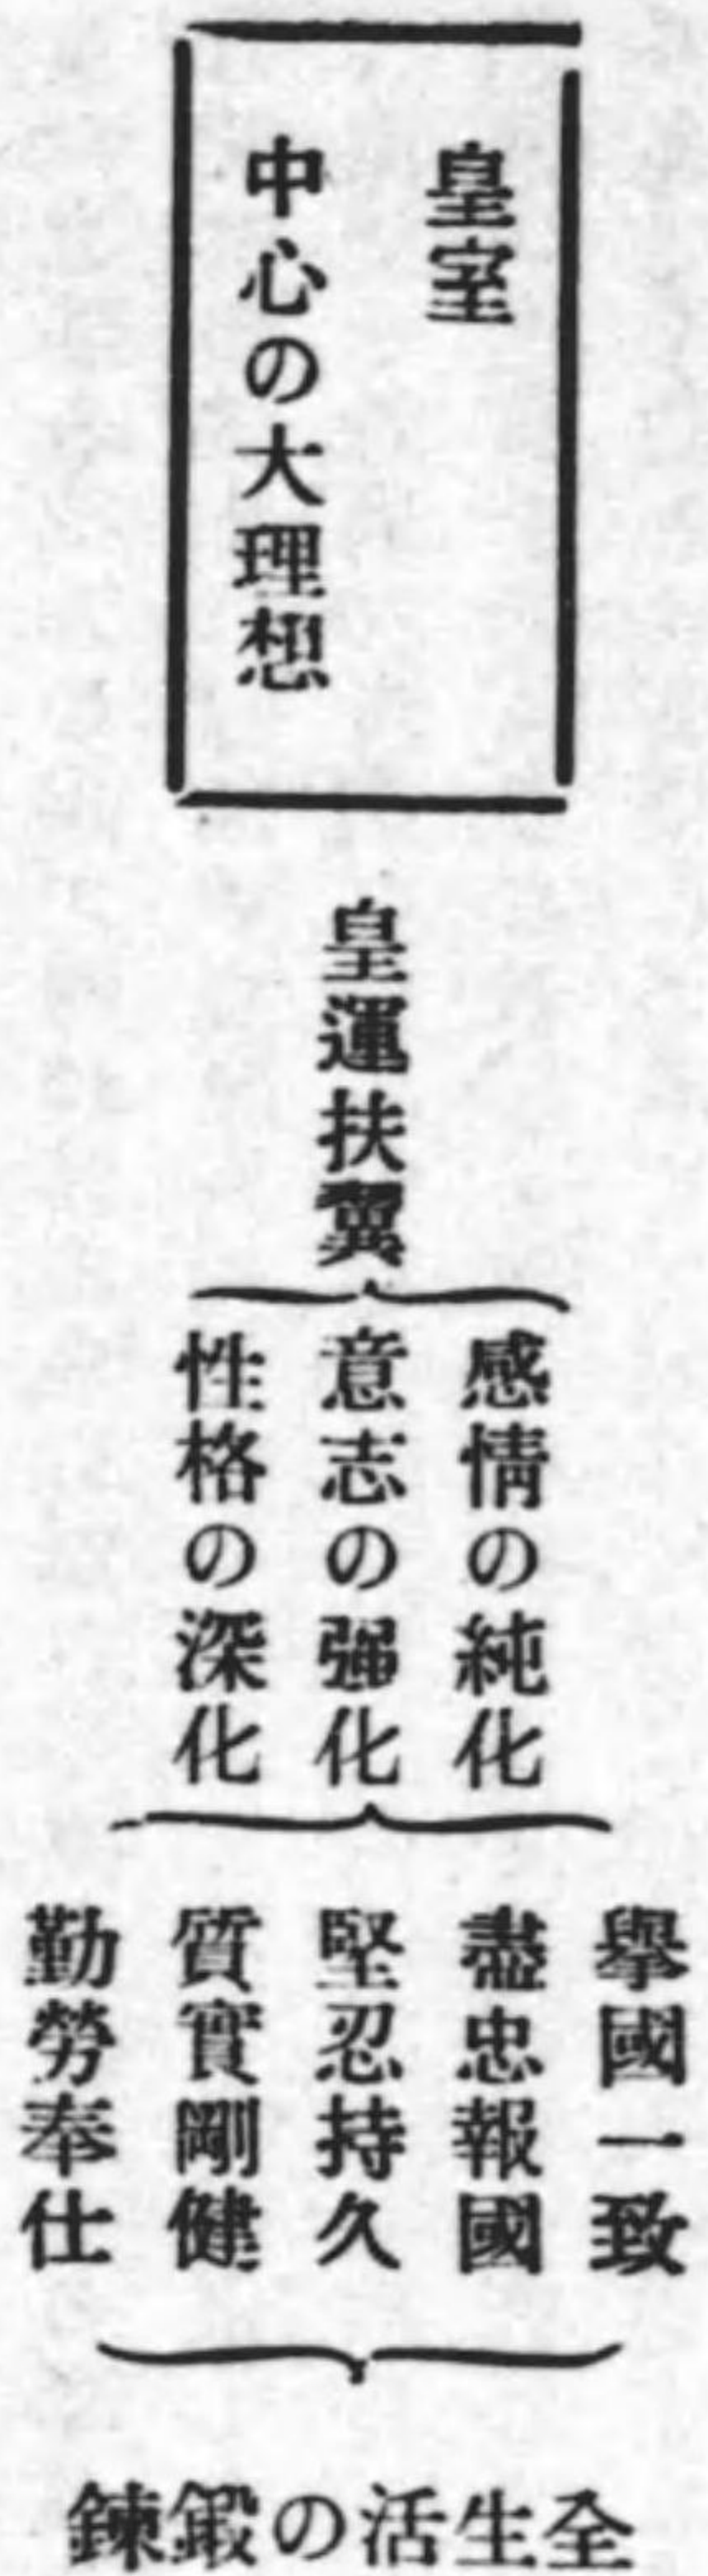 皇室
中心の大理想
皇運扶翼
感情の純化
意志の强化
性格の深化
擧國一致
盡忠報國
堅忍持久
質實剛健
勤勞奉仕
全生活の鍛鍊